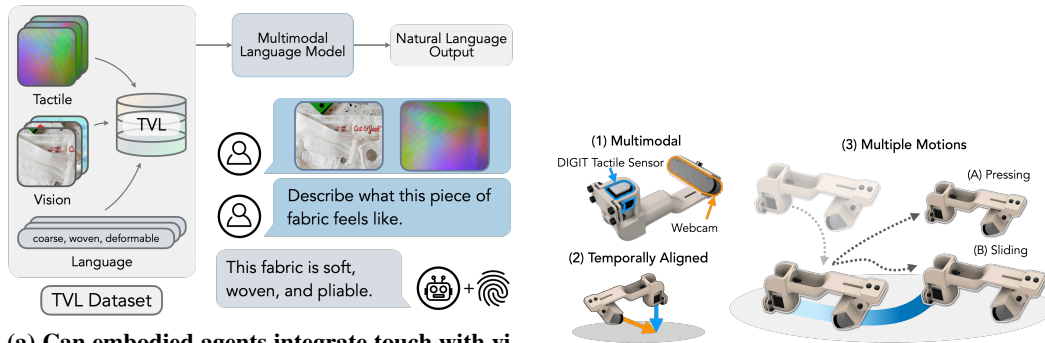 Tactile
Vision
TVL
coarse, woven, deformable
Language
TVL Dataset
Multimodal
Language Model
Natural Language
Output
Cat & Jack
Describe what this piece of
fabric feels like.
This fabric is soft,
woven, and pliable.
+
(a) Can embodied agents integrate touch with vi-
(1) Multimodal
DIGIT Tactile Sensor
Webcam
(2) Temporally Aligned
(3) Multiple Motions
(A) Pressing
(B) Sliding